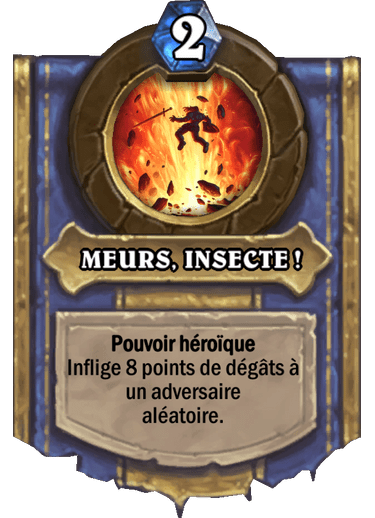 2
MEURS, INSECTE !
Pouvoir héroïque
Inflige 8 points de dégâts à
un adversaire
aléatoire.